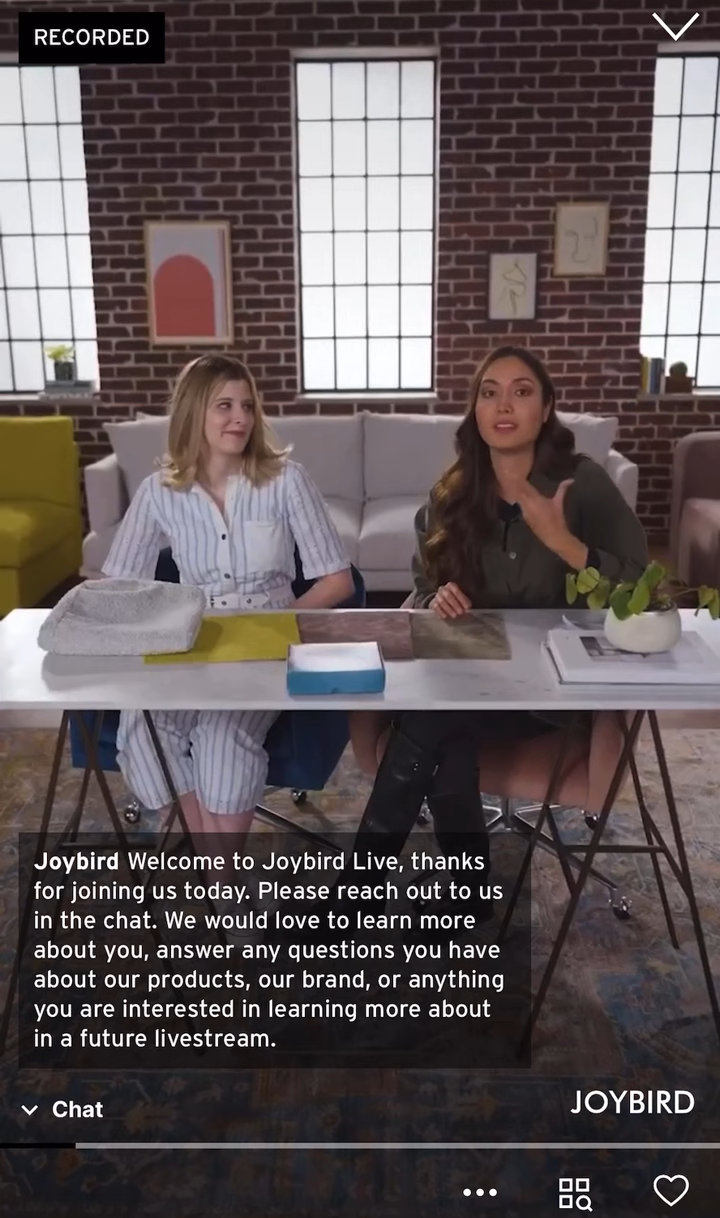 RECORDED
Joybird Welcome to Joybird Live, thanks
for joining us today. Please reach out to us
in the chat. We would love to learn more
about you, answer any questions you have
about our products, our brand, or anything
you are interested in learning more about
in a future livestream.
Chat
JOYBIRD